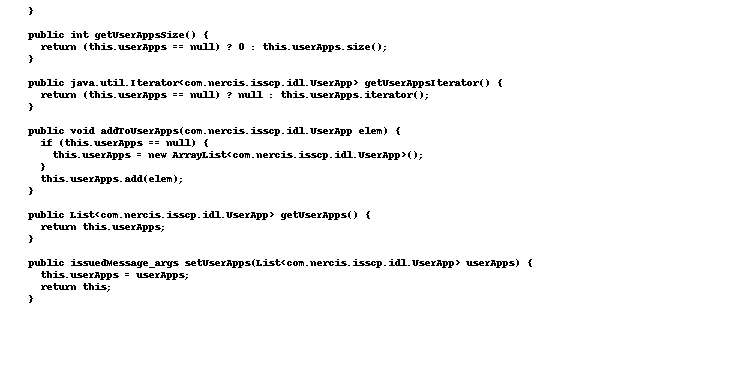 }
public int getUserAppsSize() {
return (this.userApps == null) ? 0 : this.userApps.size();
}
public java.util.Iterator<com.nercis.isscp.idl.UserApp> getUserAppsIterator() {
return (this.userApps == null) ? null : this.userApps.iterator();
}
public void addToUserApps(com.nercis.isscp.idl.UserApp elem) {
if (this.userApps == null) {
this.userApps = new ArrayList<com.nercis.isscp.idl.UserApp>();
}
this.userApps.add(elem);
}
public List<com.nercis.isscp.idl.UserApp> getUserApps() {
return this.userApps;
}
public issuedMessage_args setUserApps(List<com.nercis.isscp.idl.UserApp> userApps) {
this.userApps = userApps;
return this;
}